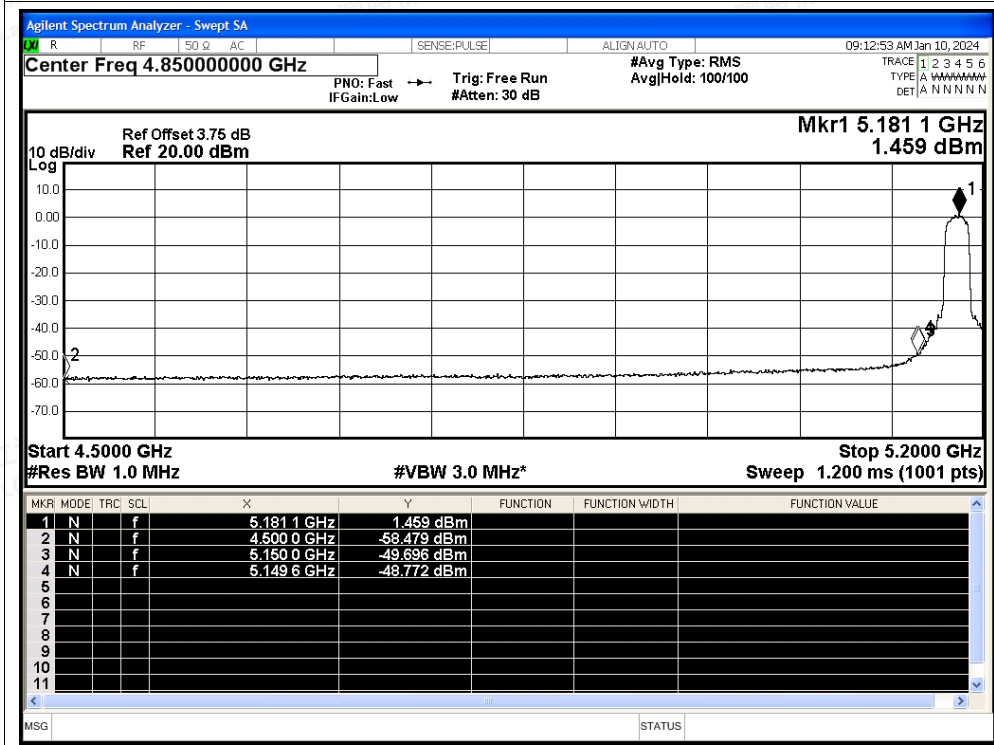 Agilent Spectrum Analyzer - Swept SA
LXI R RF 50 Ω AC SENSE:PULSE ALIGN AUTO 09:12:53 AM Jan 10, 2024
Center Freq 4.850000000 GHz
PNO: Fast
IFGain:Low
Trig: Free Run
#Atten: 30 dB
#Avg Type: RMS
Avg|Hold: 100/100
TRACE 1 2 3 4 5 6
TYPE A WWWWW
DET A N N N N N
Mkr1 5.181 1 GHz
1.459 dBm
Ref Offset 3.75 dB
10 dB/div Ref 20.00 dBm
Log
10.0
0.00
-10.0
-20.0
-30.0
-40.0
-50.0
-60.0
-70.0
1
2
4
Start 4.5000 GHz Stop 5.2000 GHz
#Res BW 1.0 MHz #VBW 3.0 MHz* Sweep 1.200 ms (1001 pts)
MKR MODE TRC SCL X Y FUNCTION FUNCTION WIDTH FUNCTION VALUE
1 N f 5.181 1 GHz 1.459 dBm
2 N f 4.500 0 GHz -58.479 dBm
3 N f 5.150 0 GHz -49.696 dBm
4 N f 5.149 6 GHz -48.772 dBm
5
6
7
8
9
10
11
MSG STATUS